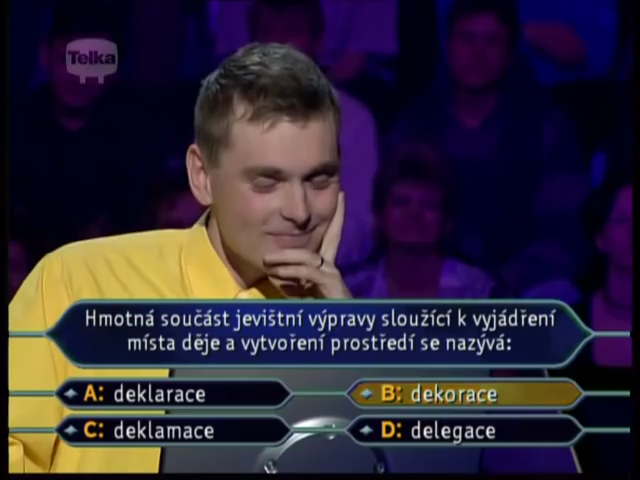 Telka
Hmotná součást jevištní výpravy sloužící k vyjádření
místa děje a vytvoření prostředí se nazývá:
A: deklarace
B: dekorace
C: deklamace
D: delegace